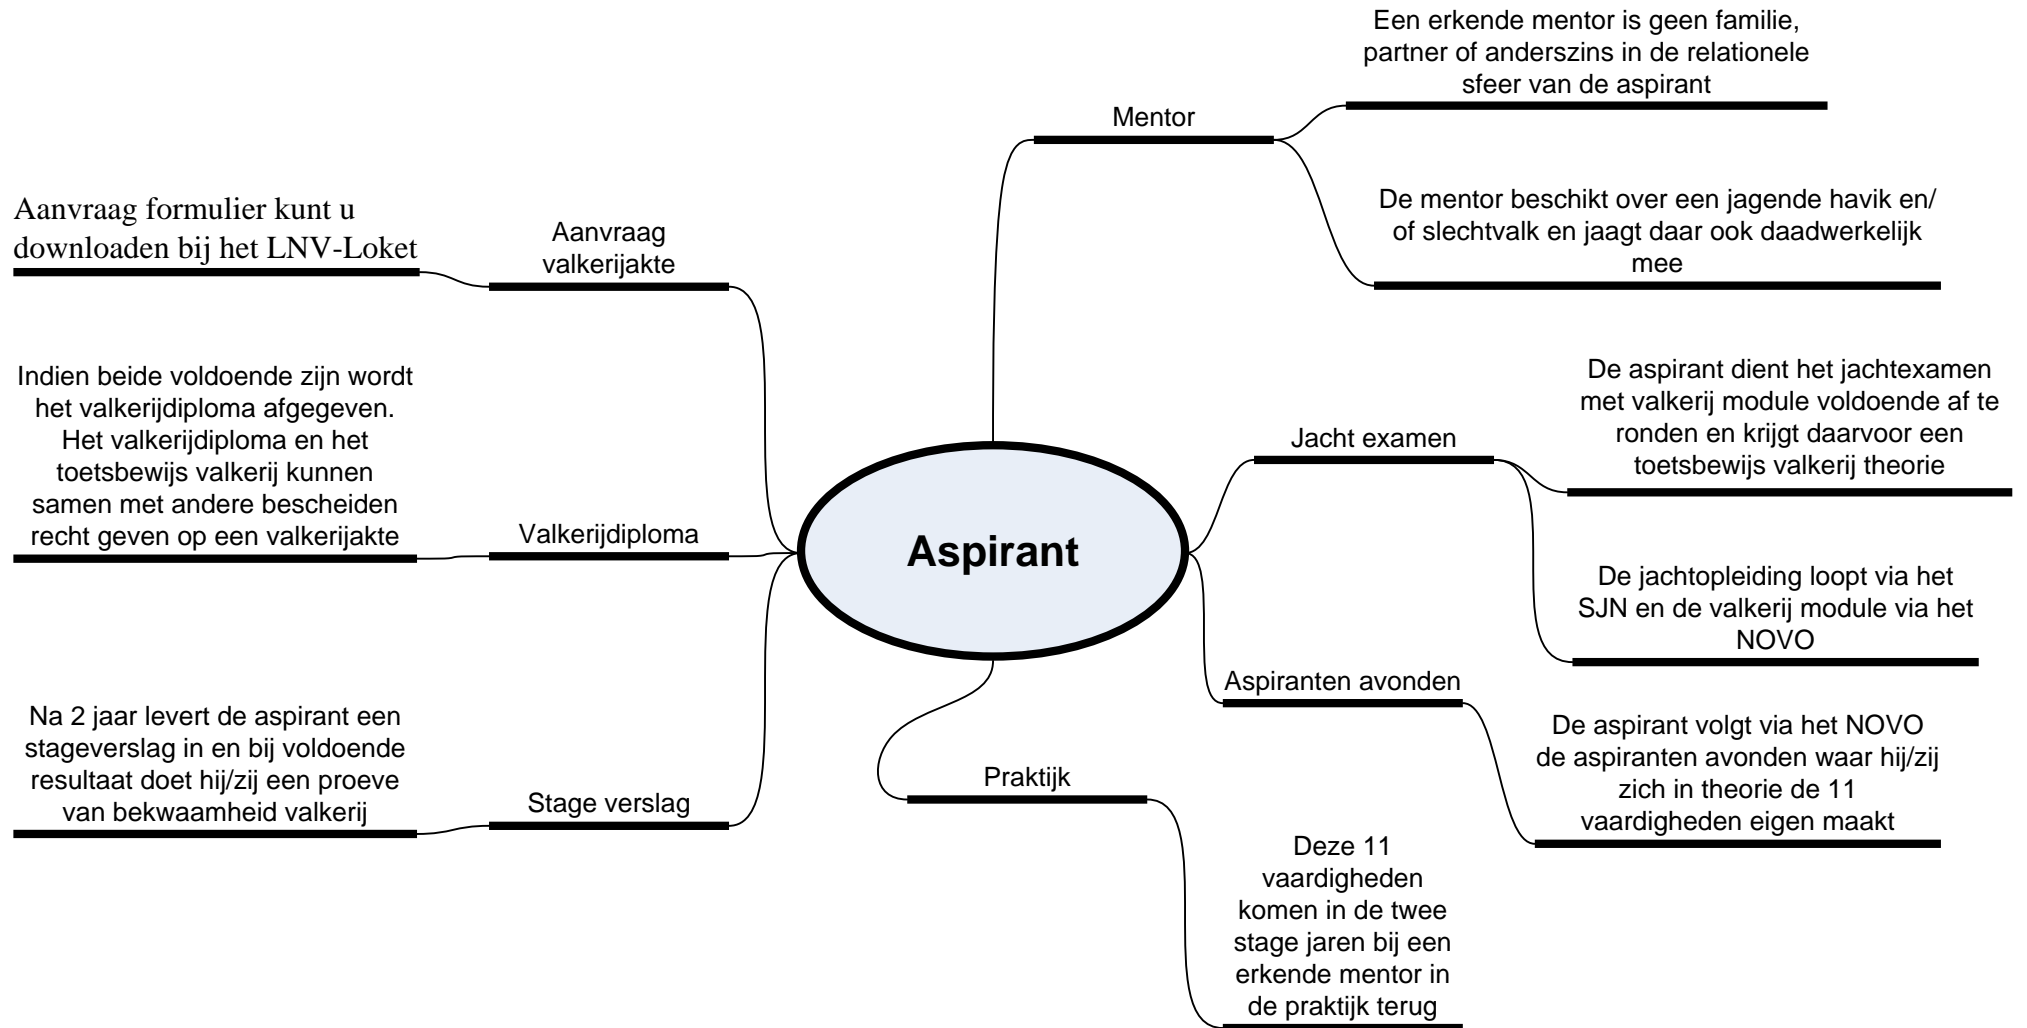 Een erkende mentor is geen familie,
partner of anderszins in de relationele
sfeer van de aspirant
Mentor
De mentor beschikt over een jagende havik en/
of slechtvalk en jaagt daar ook daadwerkelijk
mee
Aanvraag formulier kunt u
downloaden bij het LNV-Loket
Aanvraag
valkerijakte
Indien beide voldoende zijn wordt
het valkerijdiploma afgegeven.
Het valkerijdiploma en het
toetsbewijs valkerij kunnen
samen met andere bescheiden
recht geven op een valkerijakte
Valkerijdiploma
Aspirant
Jacht examen
De aspirant dient het jachtexamen
met valkerij module voldoende af te
ronden en krijgt daarvoor een
toetsbewijs valkerij theorie
De jachtopleiding loopt via het
SJN en de valkerij module via het
NOVO
Aspiranten avonden
De aspirant volgt via het NOVO
de aspiranten avonden waar hij/zij
zich in theorie de 11
vaardigheden eigen maakt
Na 2 jaar levert de aspirant een
stageverslag in en bij voldoende
resultaat doet hij/zij een proeve
van bekwaamheid valkerij
Stage verslag
Praktijk
Deze 11
vaardigheden
komen in de twee
stage jaren bij een
erkende mentor in
de praktijk terug